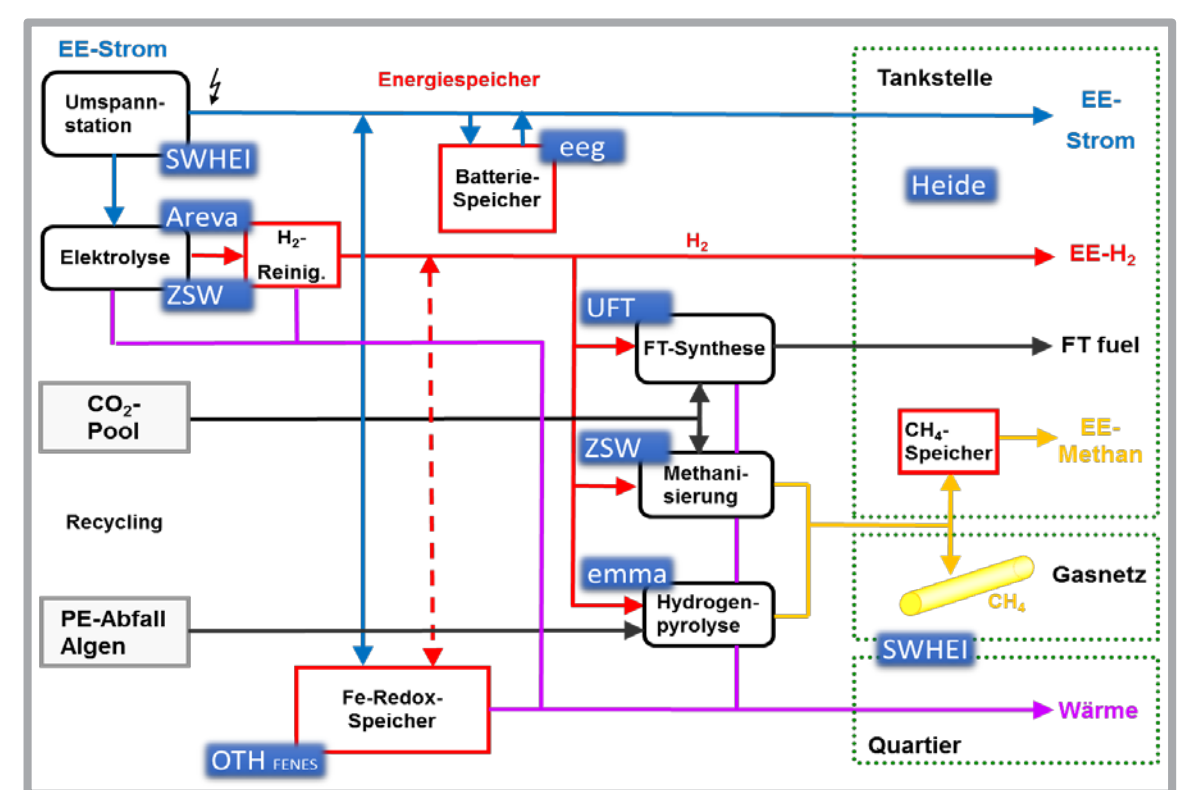 EE-Strom
Umspann-
station
SWHEI
Energiespeicher
Batterie-
Speicher
eeg
Tankstelle
EE-
Strom
Heide
Areva
Elektrolyse
ZSW
H₂-
Reinig.
H₂
EE-H₂
UFT
FT-Synthese
FT fuel
CO₂-
Pool
ZSW
Methani-
sierung
CH₄-
Speicher
EE-
Methan
Recycling
emma
Hydrogen-
pyrolyse
Gasnetz
CH₄
PE-Abfall
Algen
SWHEI
Fe-Redox-
Speicher
OTH FENES
Wärme
Quartier